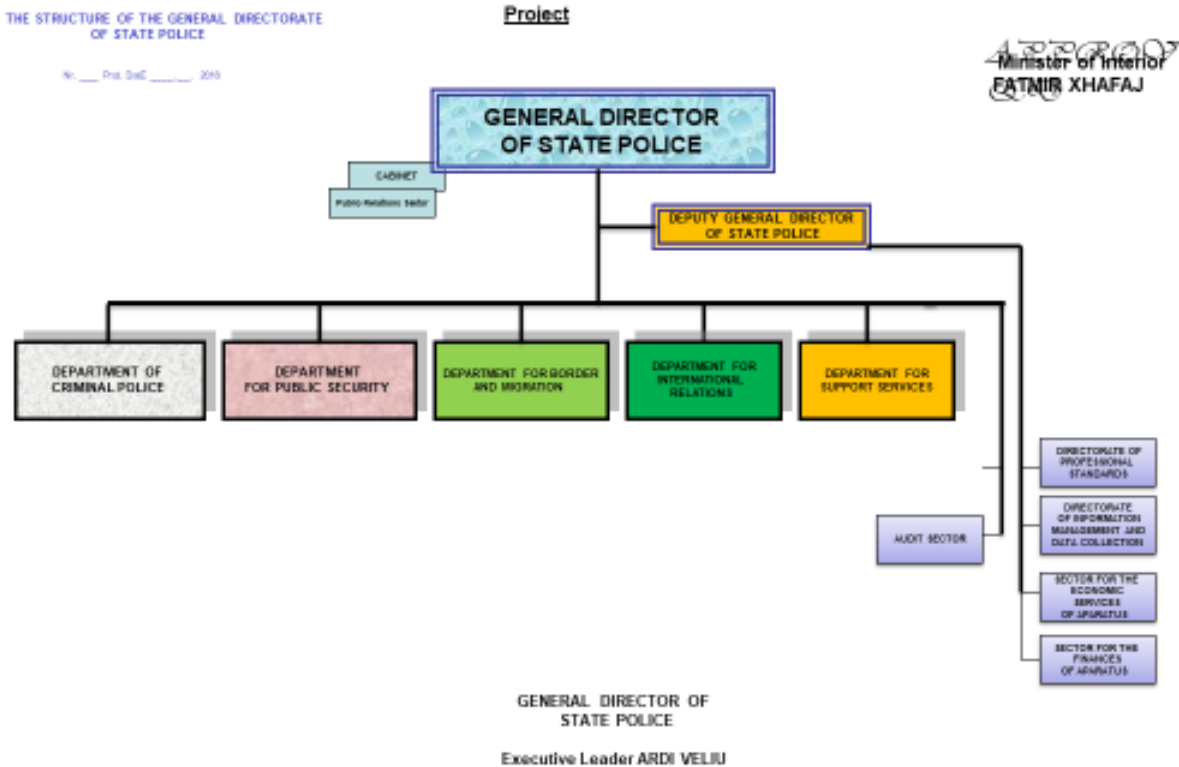 THE STRUCTURE OF THE GENERAL DIRECTORATE
OF STATE POLICE
Project
Minister of Interior
FATMIR XHAFAJ
GENERAL DIRECTOR
OF STATE POLICE
CABINET
Public Relations Sector
DEPUTY GENERAL DIRECTOR
OF STATE POLICE
DEPARTMENT OF
CRIMINAL POLICE
DEPARTMENT
FOR PUBLIC SECURITY
DEPARTMENT FOR BORDER
AND MIGRATION
DEPARTMENT FOR
INTERNATIONAL
RELATIONS
DEPARTMENT FOR
SUPPORT SERVICES
DIRECTORATE OF
PROFESSIONAL
STANDARDS
DIRECTORATE
OF INFORMATION
MANAGEMENT AND
DATA COLLECTION
AUDIT SECTOR
SECTOR FOR THE
ECONOMIC
SERVICES
OF APARATUS
SECTOR FOR THE
FINANCES
OF APARATUS
GENERAL DIRECTOR OF
STATE POLICE
Executive Leader ARDI VELIU